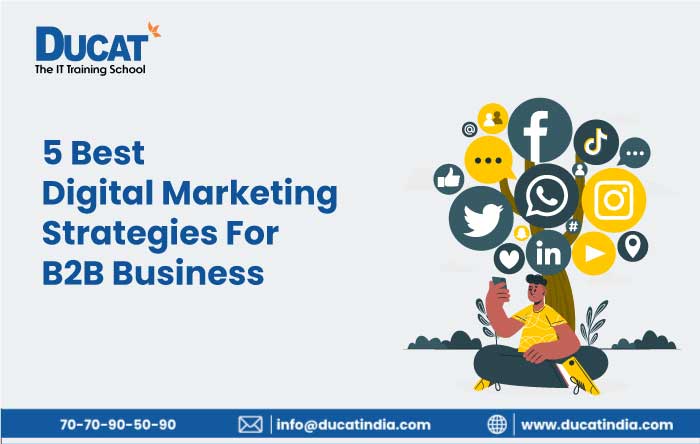 DUCAT
The IT Training School
5 Best
Digital Marketing
Strategies For
B2B Business
@
#
70-70-90-50-90
info@ducatindia.com
www.ducatindia.com